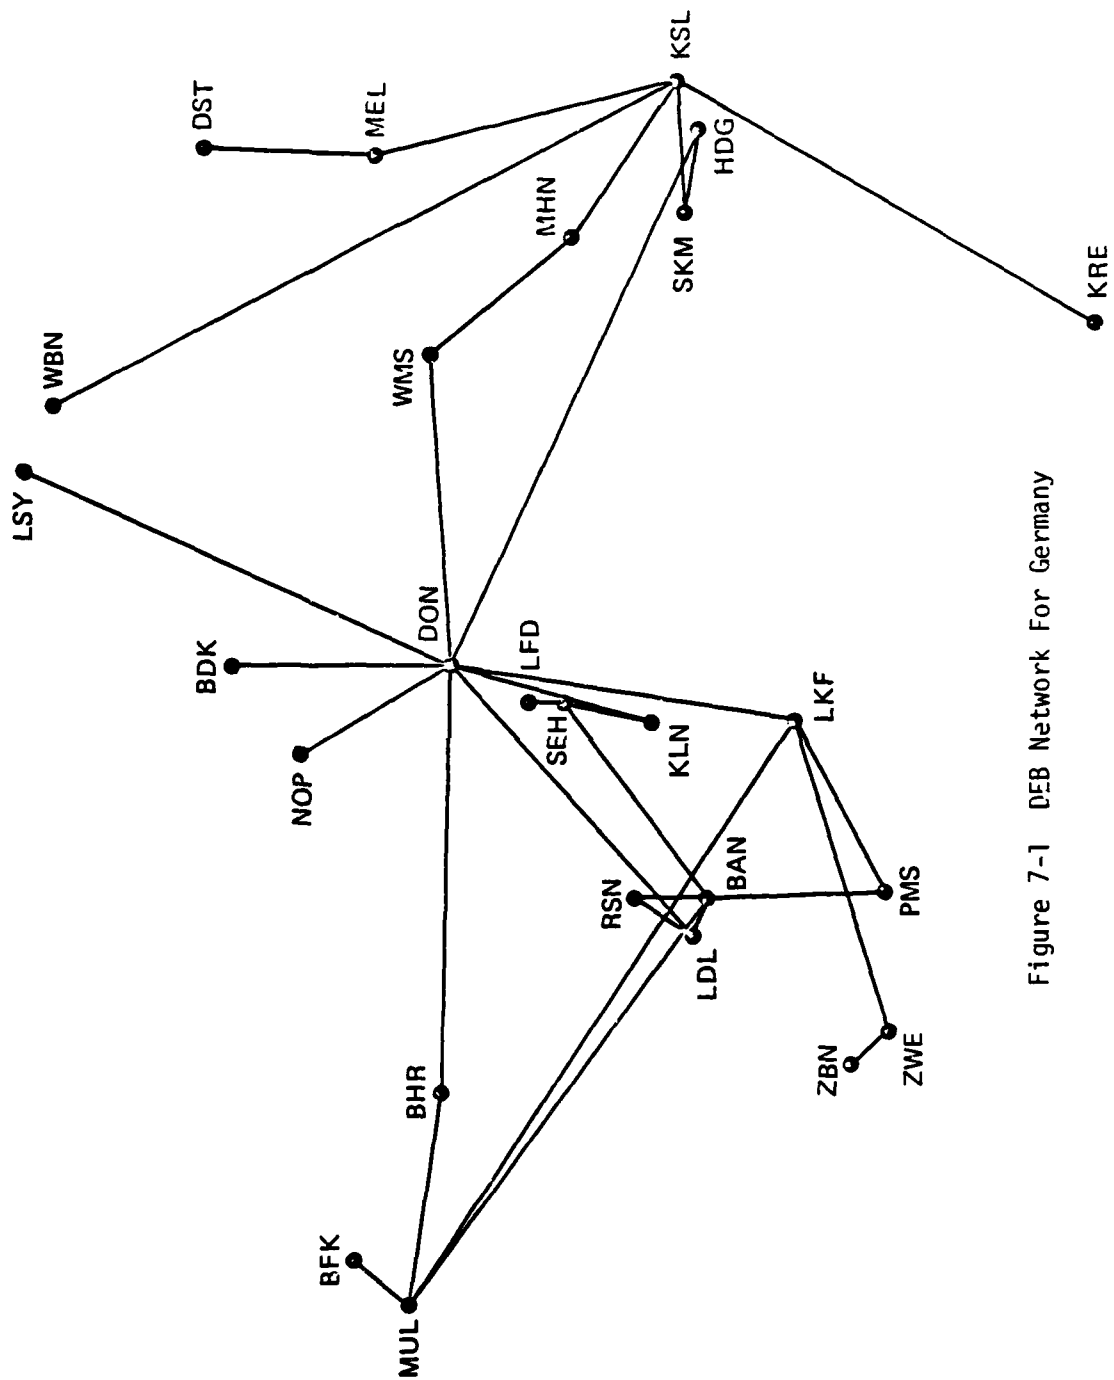 LSY
WBN
DST
MEL
KSL
BDK
NOP
DON
WMS
MHN
SKM
HDG
LFD
SEH
KLN
BFK
MUL
BHR
RSN
BAN
LDL
LKF
ZBN
ZWE
PMS
KRE
Figure 7-1 DEB Network For Germany